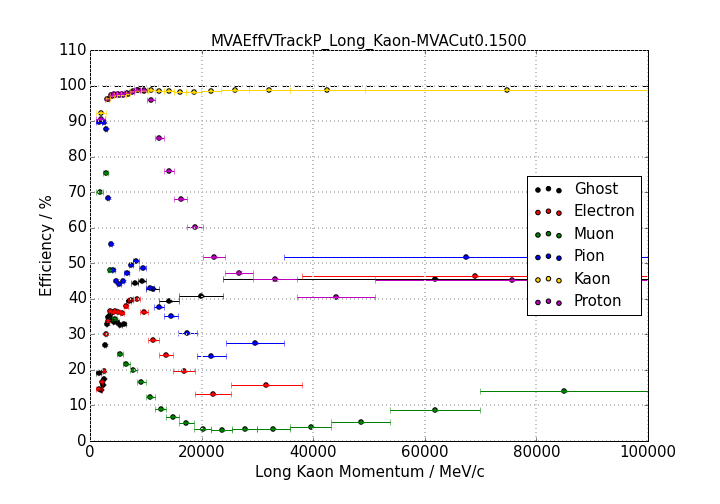 MVAEffVTrackP_Long_Kaon-MVACut0.1500
110
100
90
80
70
60
50
40
30
20
10
0
Efficiency / %
Ghost
Electron
Muon
Pion
Kaon
Proton
0 20000 40000 60000 80000 100000
Long Kaon Momentum / MeV/c